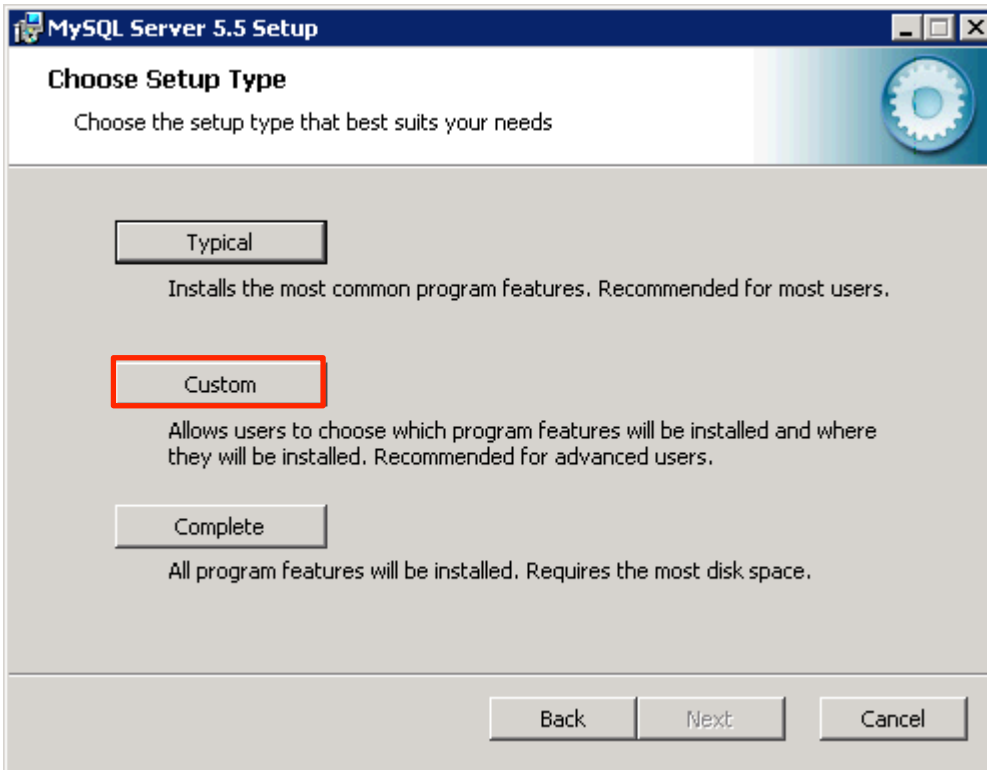 MySQL Server 5.5 Setup
Choose Setup Type
Choose the setup type that best suits your needs
Typical
Installs the most common program features. Recommended for most users.
Custom
Allows users to choose which program features will be installed and where
they will be installed. Recommended for advanced users.
Complete
All program features will be installed. Requires the most disk space.
Back Next Cancel